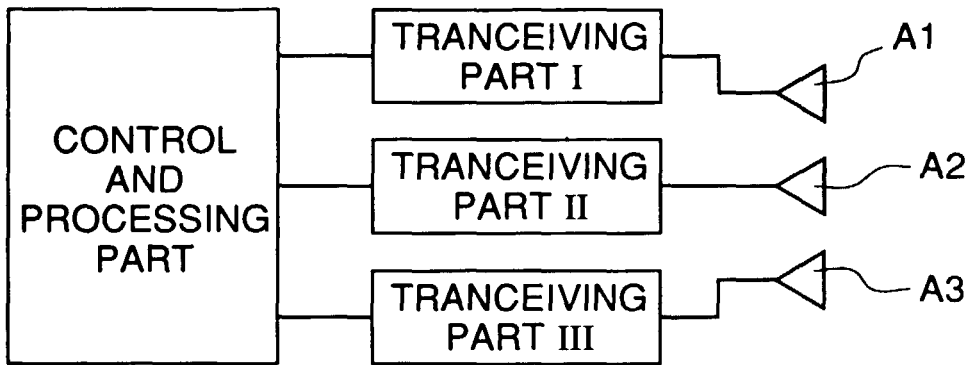 CONTROL
AND
PROCESSING
PART
TRANCEIVING
PART I
TRANCEIVING
PART II
TRANCEIVING
PART III
A1
A2
A3